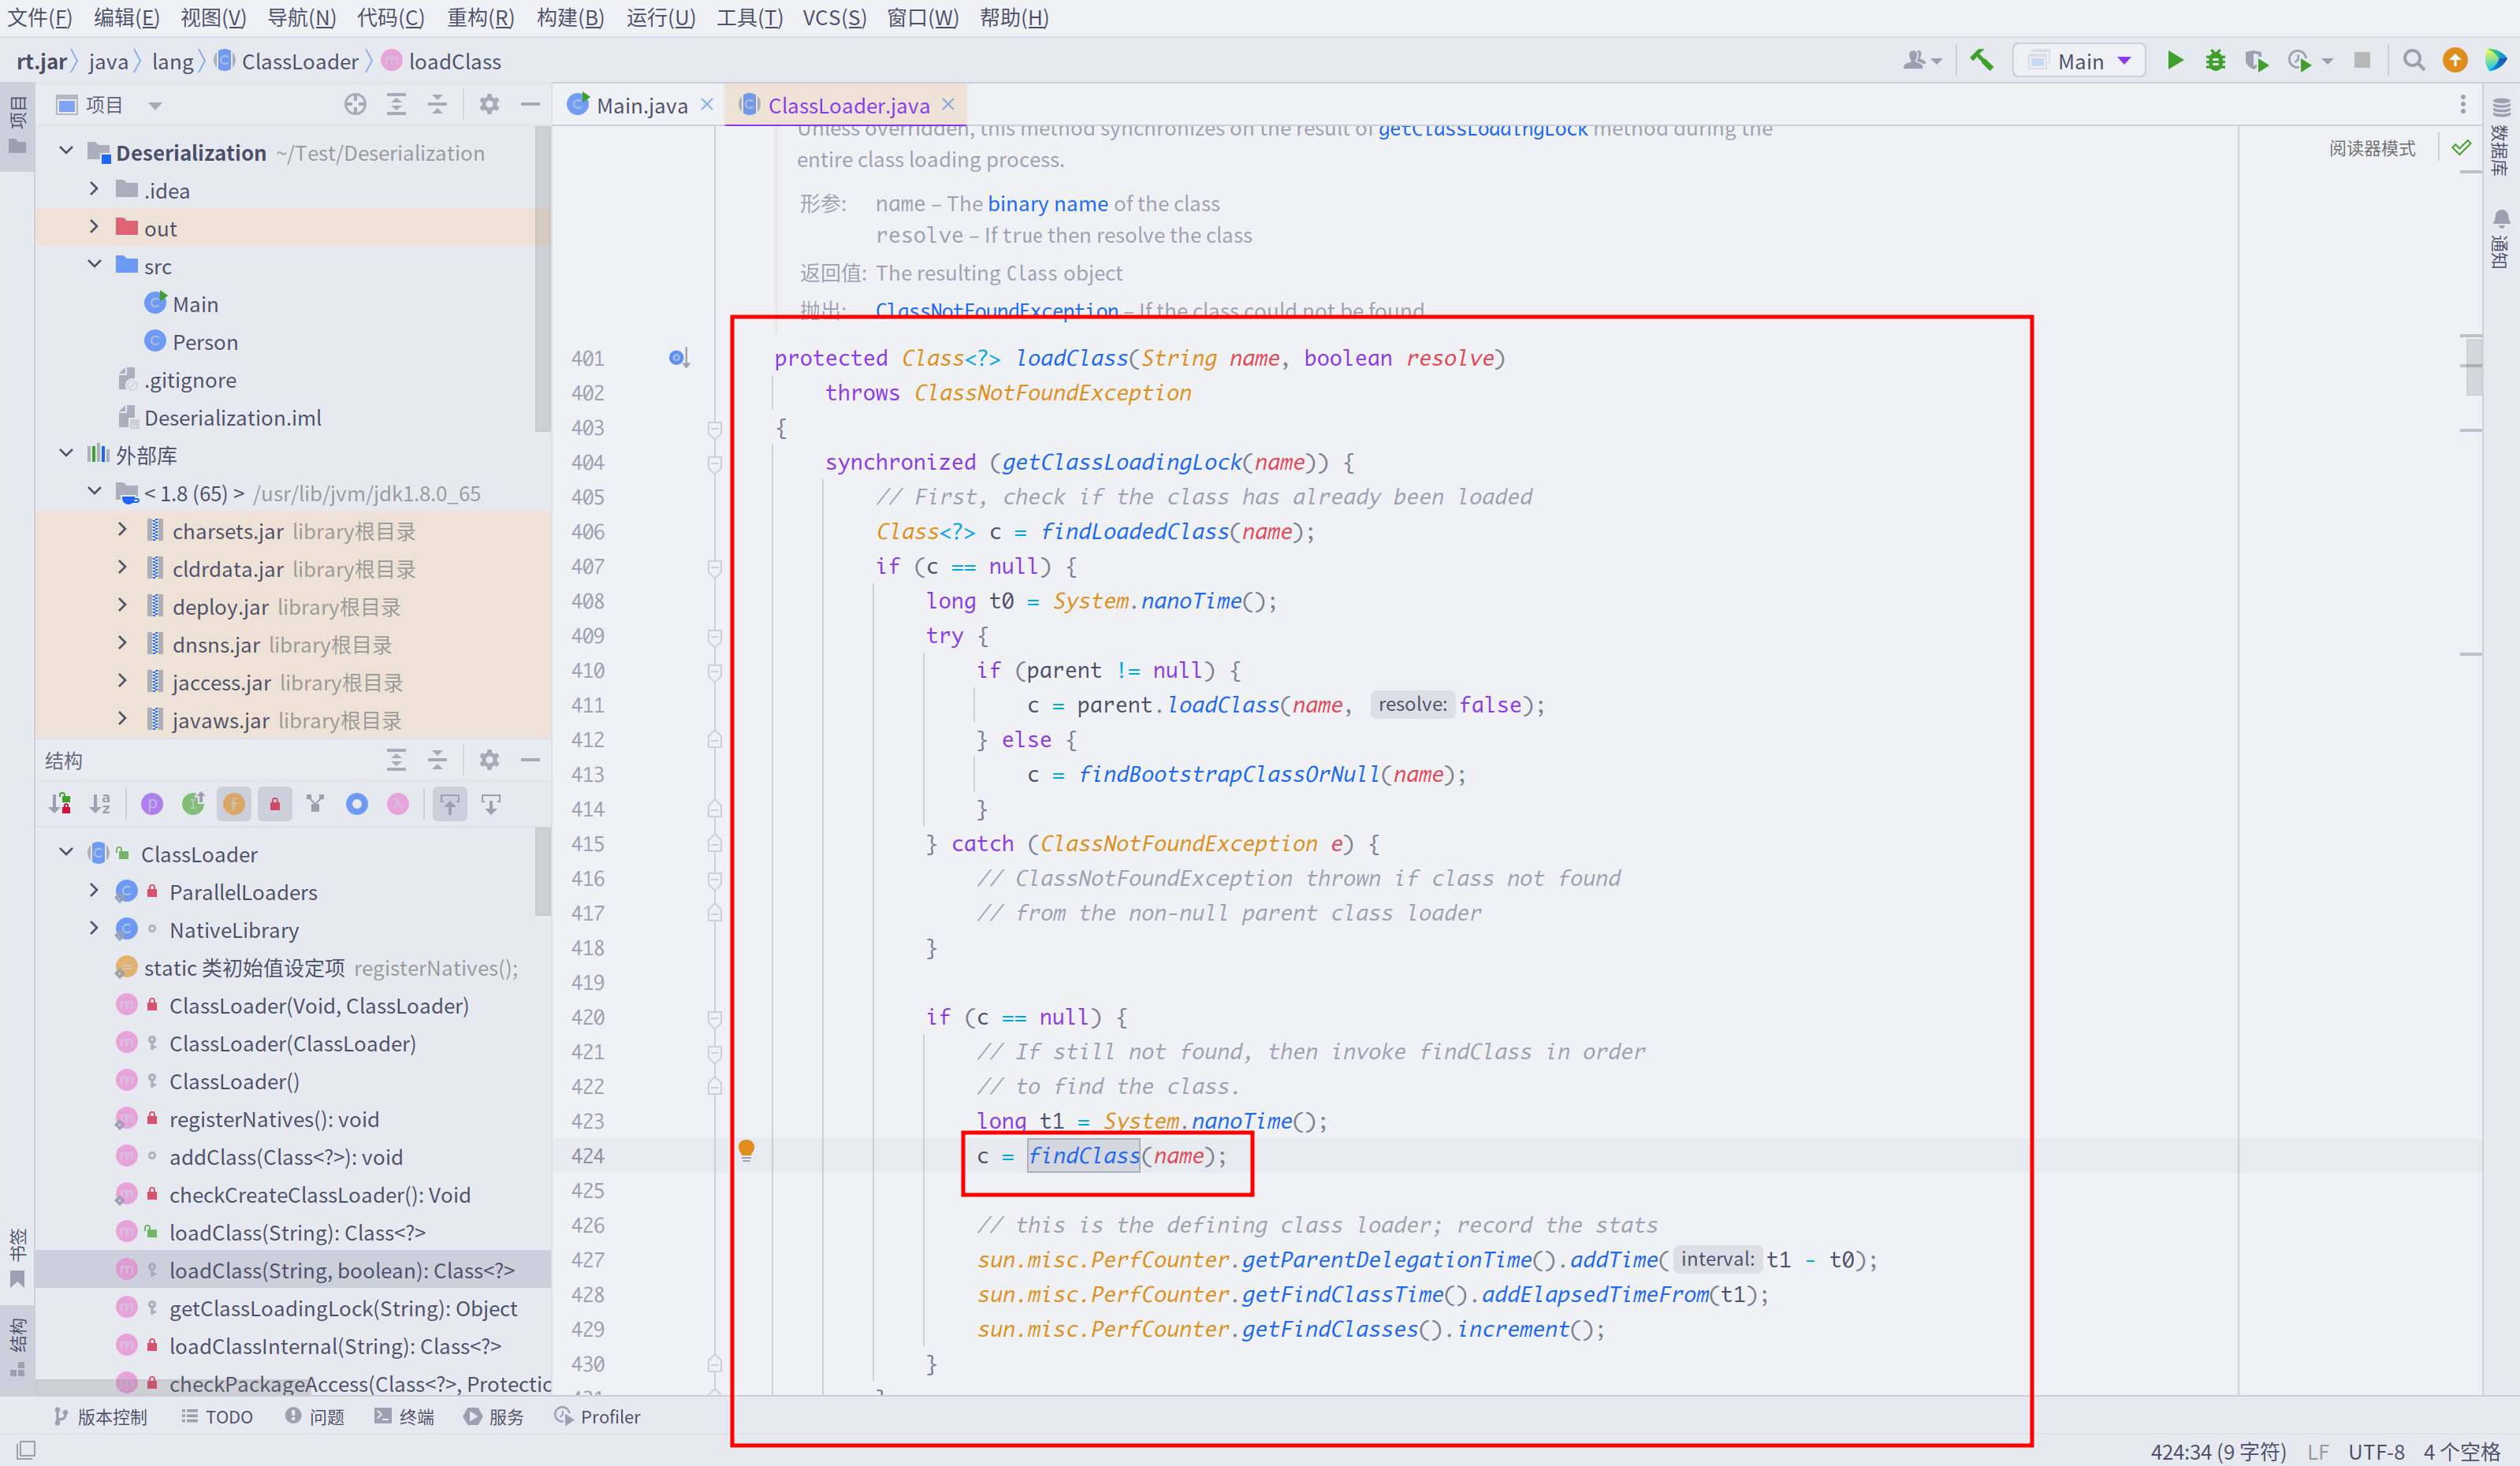 文件(F) 编辑(E) 视图(V) 导航(N) 代码(C) 重构(R) 构建(B) 运行(U) 工具(T) VCS(S) 窗口(W) 帮助(H)
rt.jar java lang ClassLoader loadClass
Main
项目
Main.java ClassLoader.java
项目
书签
结构
Deserialization ~/Test/Deserialization
.idea
out
src
Main
Person
.gitignore
Deserialization.iml
外部库
< 1.8 (65) > /usr/lib/jvm/jdk1.8.0_65
charsets.jar library根目录
cldrdata.jar library根目录
deploy.jar library根目录
dnsns.jar library根目录
jaccess.jar library根目录
javaws.jar library根目录
结构
ClassLoader
ParallelLoaders
NativeLibrary
static 类初始值设定项 registerNatives();
ClassLoader(Void, ClassLoader)
ClassLoader(ClassLoader)
ClassLoader()
registerNatives(): void
addClass(Class<?>): void
checkCreateClassLoader(): Void
loadClass(String): Class<?>
loadClass(String, boolean): Class<?>
getClassLoadingLock(String): Object
loadClassInternal(String): Class<?>
checkPackageAccess(Class<?>, Protectic
Unless overridden, this method synchronizes on the result of getClassLoadingLock method during the
entire class loading process.
形参: name – The binary name of the class
resolve – If true then resolve the class
返回值: The resulting Class object
抛出: ClassNotFoundException – If the class could not be found
阅读器模式
数据库
通知
401 protected Class<?> loadClass(String name, boolean resolve)
402 throws ClassNotFoundException
403 {
404 synchronized (getClassLoadingLock(name)) {
405 // First, check if the class has already been loaded
406 Class<?> c = findLoadedClass(name);
407 if (c == null) {
408 long t0 = System.nanoTime();
409 try {
410 if (parent != null) {
411 c = parent.loadClass(name, resolve: false);
412 } else {
413 c = findBootstrapClassOrNull(name);
414 }
415 } catch (ClassNotFoundException e) {
416 // ClassNotFoundException thrown if class not found
417 // from the non-null parent class loader
418 }
419
420 if (c == null) {
421 // If still not found, then invoke findClass in order
422 // to find the class.
423 long t1 = System.nanoTime();
424 c = findClass(name);
425
426 // this is the defining class loader; record the stats
427 sun.misc.PerfCounter.getParentDelegationTime().addTime( interval: t1 - t0);
428 sun.misc.PerfCounter.getFindClassTime().addElapsedTimeFrom(t1);
429 sun.misc.PerfCounter.getFindClasses().increment();
430 }
版本控制 TODO 问题 终端 服务 Profiler
424:34 (9 字符) LF UTF-8 4 个空格